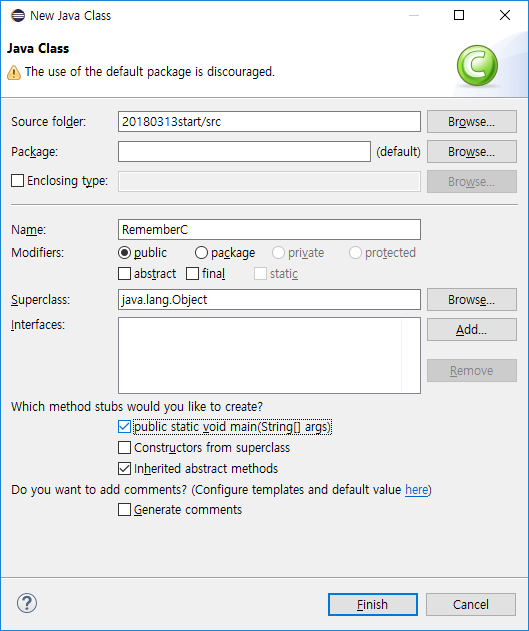 New Java Class
Java Class
The use of the default package is discouraged.
Source folder: 20180313start/src Browse...
Package: (default) Browse...
Enclosing type: Browse...
Name: RememberC
Modifiers: public package private protected
abstract final static
Superclass: java.lang.Object Browse...
Interfaces: Add...
Remove
Which method stubs would you like to create?
public static void main(String[] args)
Constructors from superclass
Inherited abstract methods
Do you want to add comments? (Configure templates and default value here)
Generate comments
? Finish Cancel